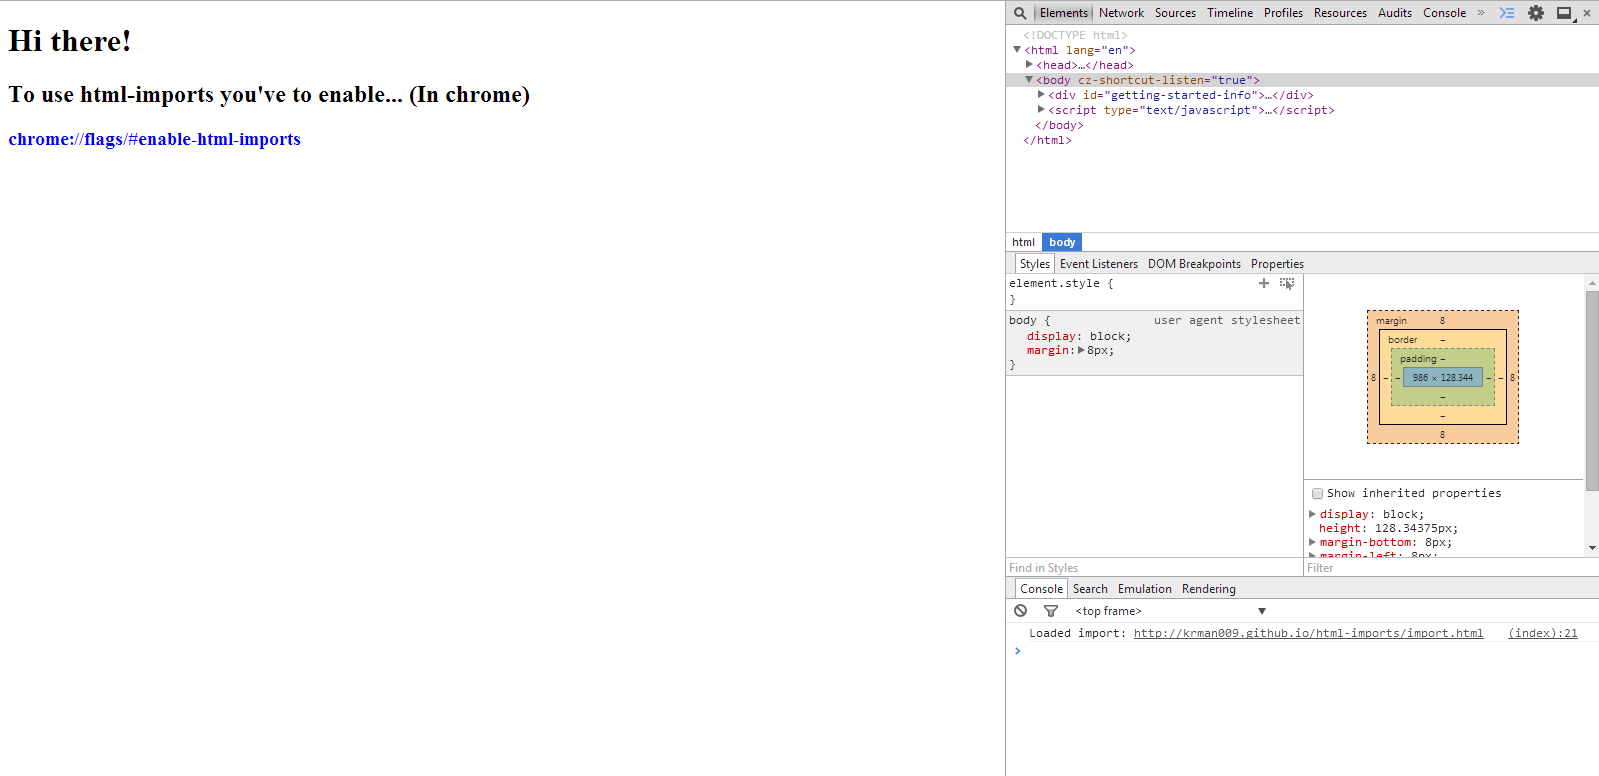 Hi there!
To use html-imports you've to enable... (In chrome)
chrome://flags/#enable-html-imports
Elements Network Sources Timeline Profiles Resources Audits Console »
<!DOCTYPE html>
<html lang="en">
<head>…</head>
<body cz-shortcut-listen="true">
<div id="getting-started-info">…</div>
<script type="text/javascript">…</script>
</body>
</html>
html body
Styles Event Listeners DOM Breakpoints Properties
element.style {
}
body { user agent stylesheet
display: block;
margin: 8px;
}
margin 8
border –
padding –
8 – – 986 × 128.344 – – 8
–
–
8
Show inherited properties
display: block;
height: 128.34375px;
margin-bottom: 8px;
margin-left: 8px;
Find in Styles
Filter
Console Search Emulation Rendering
<top frame>
Loaded import: http://krman009.github.io/html-imports/import.html (index):21